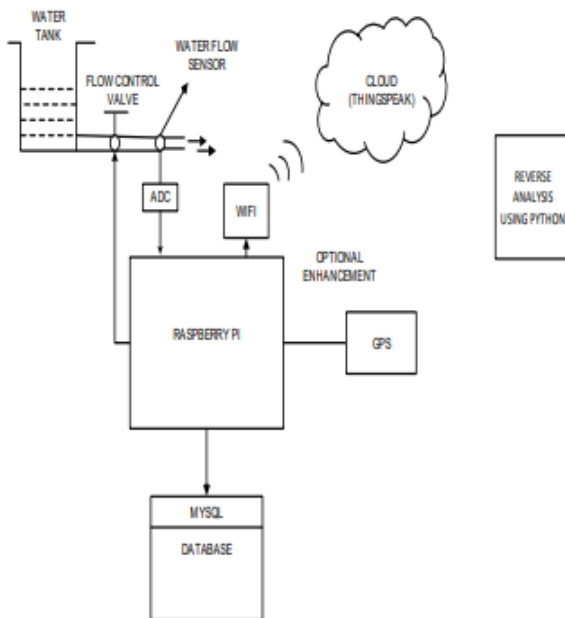 WATER
TANK
WATER FLOW
SENSOR
FLOW CONTROL
VALVE
CLOUD
(THINGSPEAK)
ADC
WIFI
REVERSE
ANALYSIS
USING PYTHON
OPTIONAL
ENHANCEMENT
RASPBERRY PI
GPS
MYSQL
DATABASE